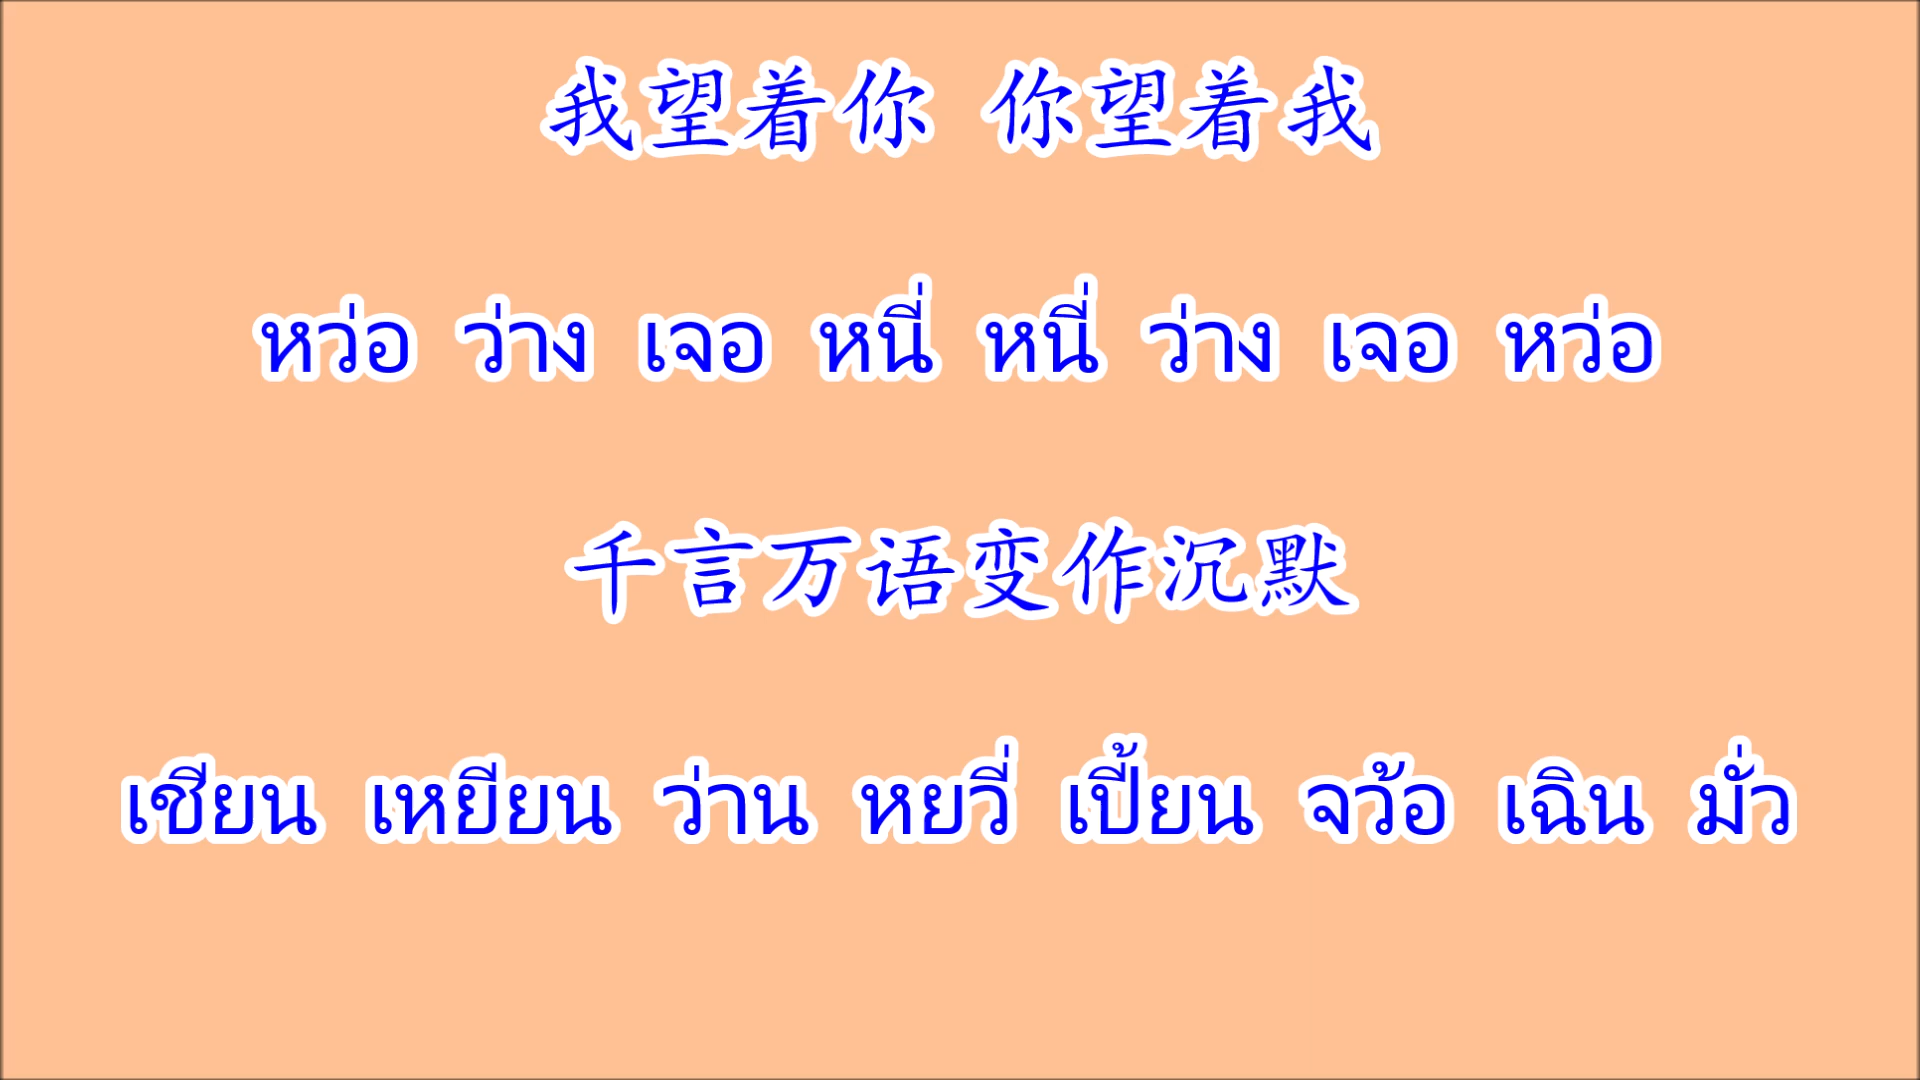 我望着你 你望着我
หว่อ ว่าง เจอ หนี่ หนี่ ว่าง เจอ หว่อ
千言万语变作沉默
เชียน เหยียน ว่าน หยวี่ เปี้ยน จว้อ เฉิน มั่ว